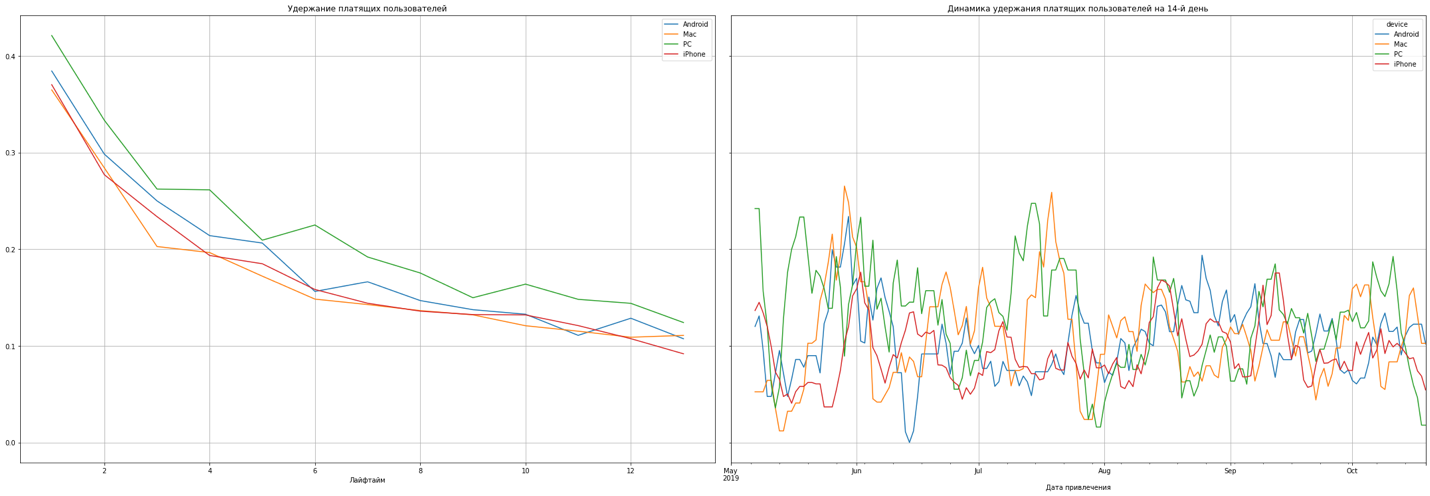 Удержание платящих пользователей
Android
Mac
PC
iPhone
0.4
0.3
0.2
0.1
0.0
2
4
6
8
10
12
Лайфтайм
Динамика удержания платящих пользователей на 14-й день
device
Android
Mac
PC
iPhone
May
2019
Jun
Jul
Aug
Sep
Oct
Дата привлечения